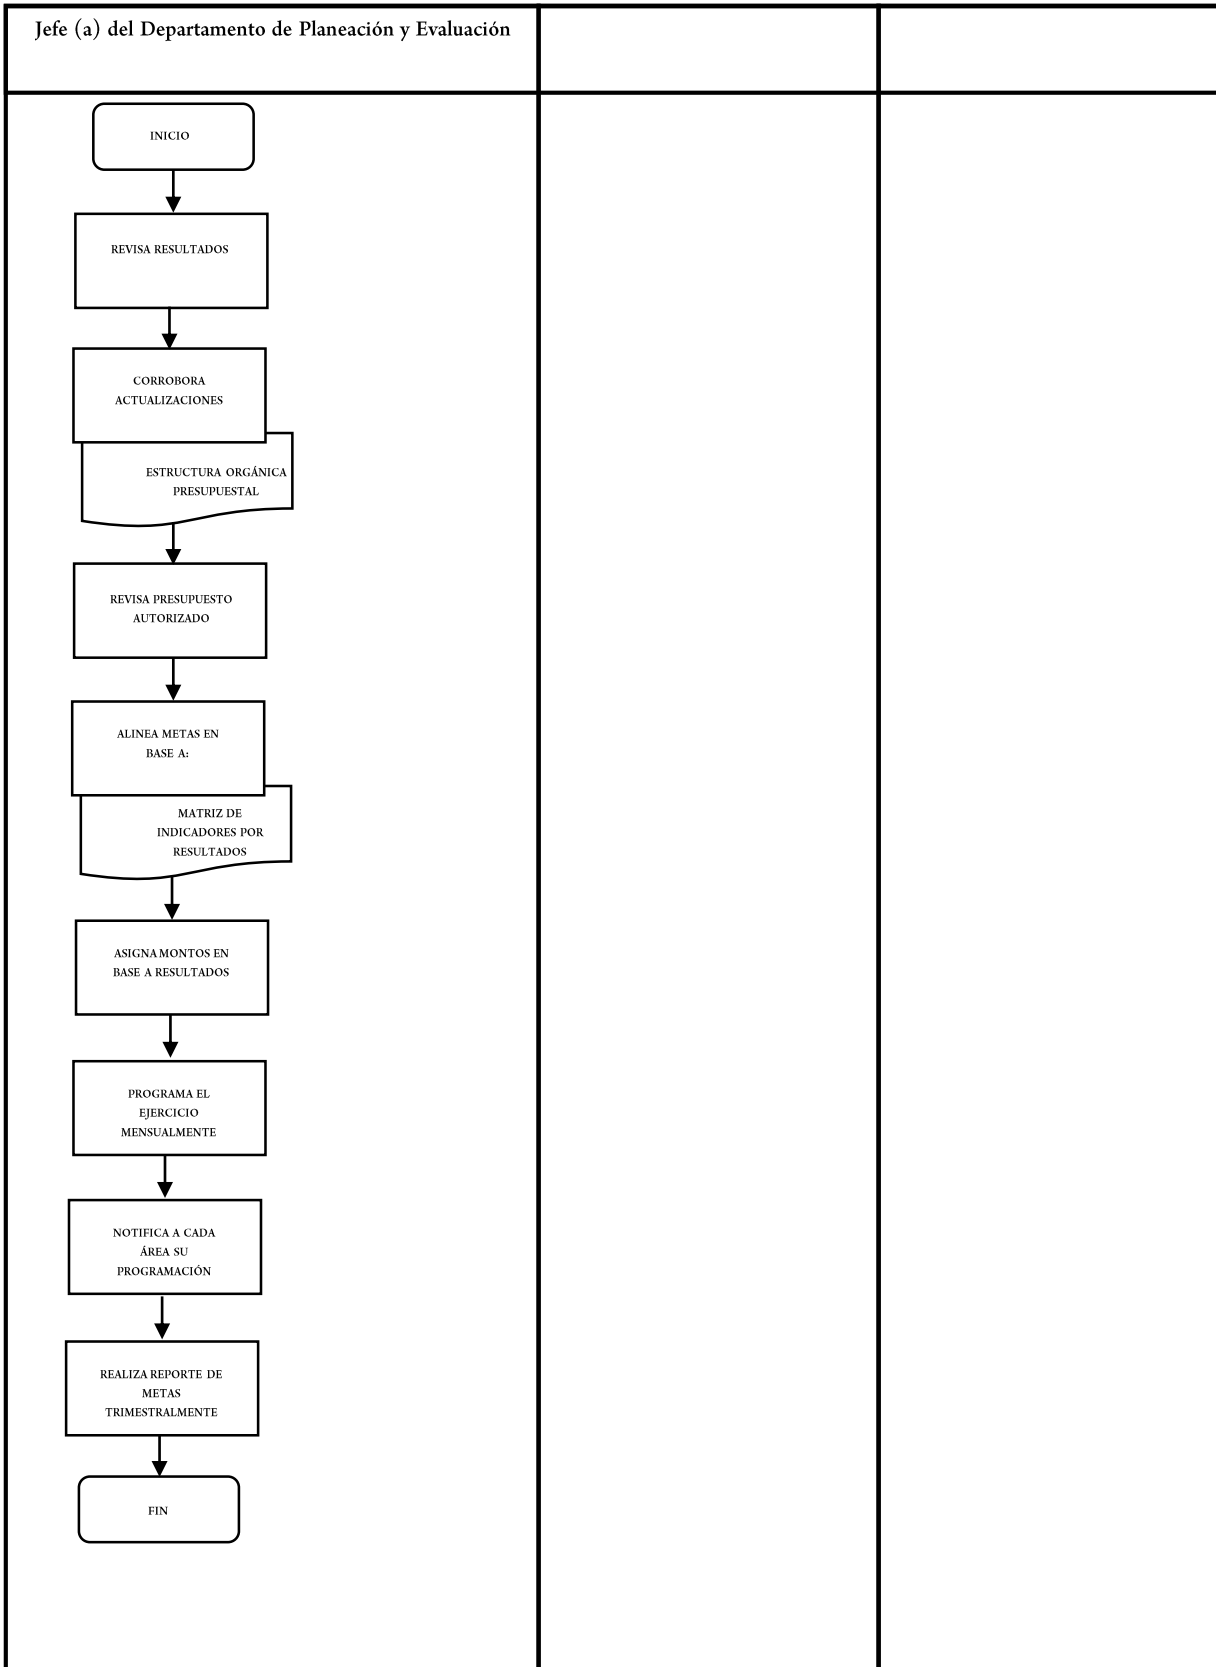 Jefe (a) del Departamento de Planeación y Evaluación
INICIO
REVISA RESULTADOS
CORROBORA
ACTUALIZACIONES
ESTRUCTURA ORGÁNICA
PRESUPUESTAL
REVISA PRESUPUESTO
AUTORIZADO
ALINEA METAS EN
BASE A:
MATRIZ DE
INDICADORES POR
RESULTADOS
ASIGNA MONTOS EN
BASE A RESULTADOS
PROGRAMA EL
EJERCICIO
MENSUALMENTE
NOTIFICA A CADA
ÁREA SU
PROGRAMACIÓN
REALIZA REPORTE DE
METAS
TRIMESTRALMENTE
FIN